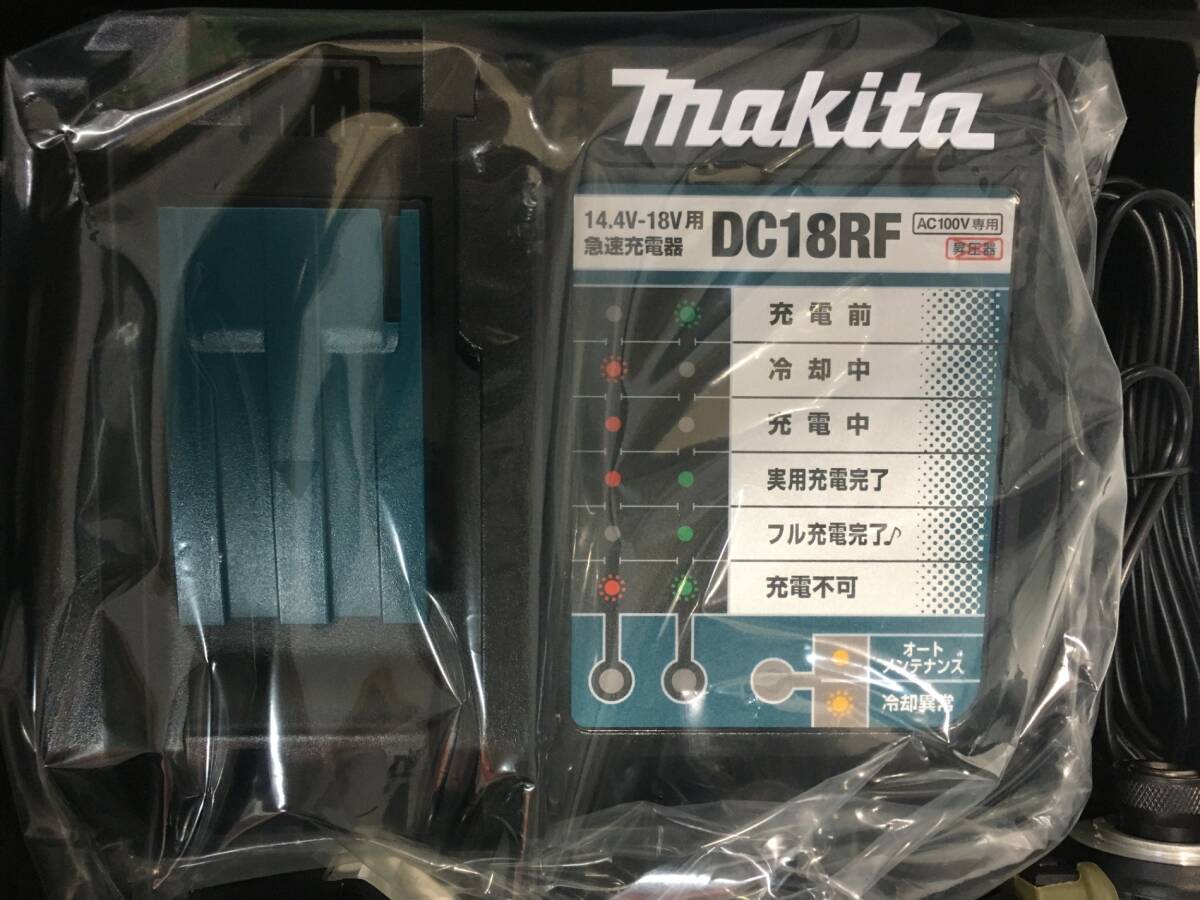 makita
14.4V-18V用
急速充電器
DC18RF
AC100V専用
昇圧器
充電前
冷却中
充電中
実用充電完了
フル充電完了♪
充電不可
オート
メンテナンス
冷却異常